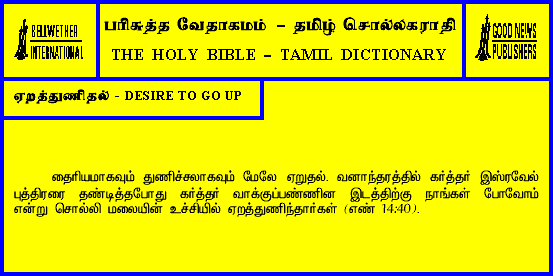 BELLWETHER
INTERNATIONAL
பரிசுத்த வேதாகமம் – தமிழ் சொல்லகராதி
THE HOLY BIBLE – TAMIL DICTIONARY
GOOD NEWS
PUBLISHERS
ஏறத்துணிதல் - DESIRE TO GO UP
தைரியமாகவும் துணிச்சலாகவும் மேலே ஏறுதல். வனாந்தரத்தில் கர்த்தர் இஸ்ரவேல்
புத்திரரை தண்டித்தபோது கர்த்தர் வாக்குப்பண்ணின இடத்திற்கு நாங்கள் போவோம்
என்று சொல்லி மலையின் உச்சியில் ஏறத்துணிந்தார்கள் (எண் 14:40).